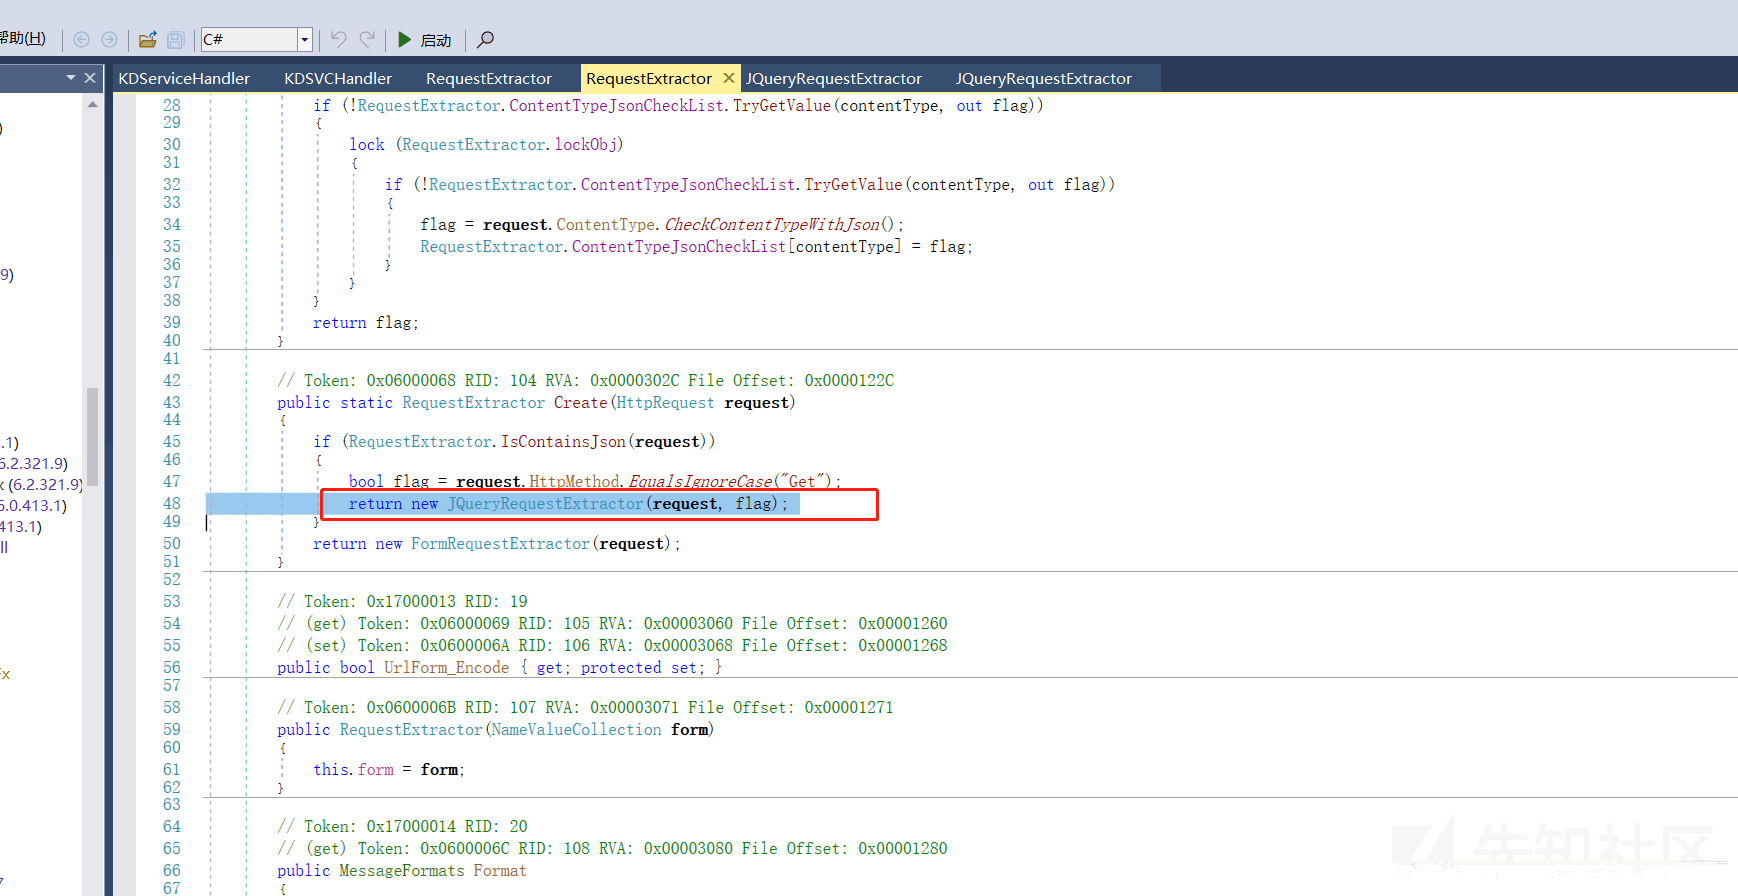 帮助(H)
C#
启动
KDServiceHandler
KDSVCHandler
RequestExtractor
RequestExtractor
JQueryRequestExtractor
JQueryRequestExtractor
)
9)
.1)
6.2.321.9)
x (6.2.321.9)
5.0.413.1)
413.1)
ll
x
28 if (!RequestExtractor.ContentTypeJsonCheckList.TryGetValue(contentType, out flag))
29 {
30 lock (RequestExtractor.lockObj)
31 {
32 if (!RequestExtractor.ContentTypeJsonCheckList.TryGetValue(contentType, out flag))
33 {
34 flag = request.ContentType.CheckContentTypeWithJson();
35 RequestExtractor.ContentTypeJsonCheckList[contentType] = flag;
36 }
37 }
38 }
39 return flag;
40 }
41
42 // Token: 0x06000068 RID: 104 RVA: 0x0000302C File Offset: 0x0000122C
43 public static RequestExtractor Create(HttpRequest request)
44 {
45 if (RequestExtractor.IsContainsJson(request))
46 {
47 bool flag = request.HttpMethod.EqualsIgnoreCase("Get");
48 return new JQueryRequestExtractor(request, flag);
49 }
50 return new FormRequestExtractor(request);
51 }
52
53 // Token: 0x17000013 RID: 19
54 // (get) Token: 0x06000069 RID: 105 RVA: 0x00003060 File Offset: 0x00001260
55 // (set) Token: 0x0600006A RID: 106 RVA: 0x00003068 File Offset: 0x00001268
56 public bool UrlForm_Encode { get; protected set; }
57
58 // Token: 0x0600006B RID: 107 RVA: 0x00003071 File Offset: 0x00001271
59 public RequestExtractor(NameValueCollection form)
60 {
61 this.form = form;
62 }
63
64 // Token: 0x17000014 RID: 20
65 // (get) Token: 0x0600006C RID: 108 RVA: 0x00003080 File Offset: 0x00001280
66 public MessageFormats Format
67 {
先知社区